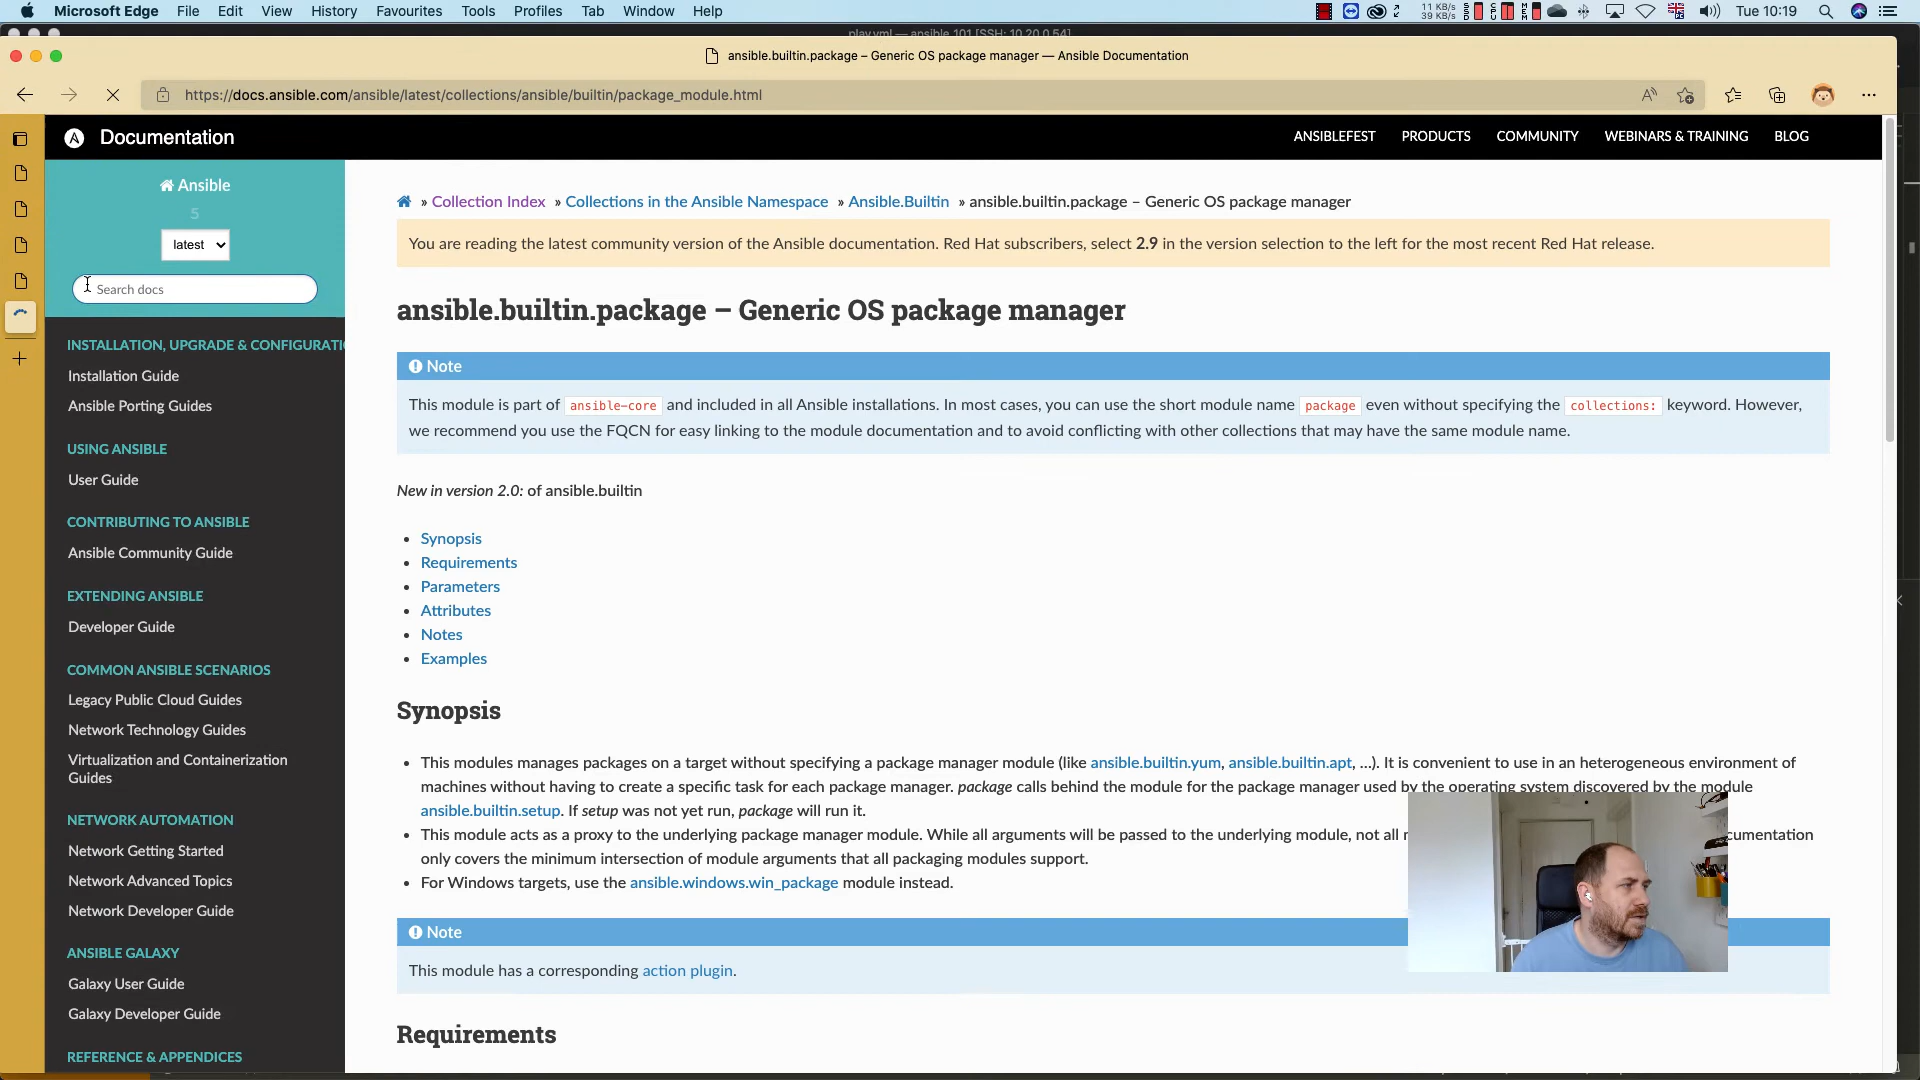 Microsoft Edge File Edit View History Favourites Tools Profiles Tab Window Help 11 KB/s 39 KB/s Tue 10:19
play.yml — ansible 101 [SSH: 10.20.0.54]
ansible.builtin.package – Generic OS package manager — Ansible Documentation
https://docs.ansible.com/ansible/latest/collections/ansible/builtin/package_module.html
Documentation
ANSIBLEFEST PRODUCTS COMMUNITY WEBINARS & TRAINING BLOG
Ansible
5
latest
Search docs
INSTALLATION, UPGRADE & CONFIGURATI
Installation Guide
Ansible Porting Guides
USING ANSIBLE
User Guide
CONTRIBUTING TO ANSIBLE
Ansible Community Guide
EXTENDING ANSIBLE
Developer Guide
COMMON ANSIBLE SCENARIOS
Legacy Public Cloud Guides
Network Technology Guides
Virtualization and Containerization
Guides
NETWORK AUTOMATION
Network Getting Started
Network Advanced Topics
Network Developer Guide
ANSIBLE GALAXY
Galaxy User Guide
Galaxy Developer Guide
REFERENCE & APPENDICES
» Collection Index » Collections in the Ansible Namespace » Ansible.Builtin » ansible.builtin.package – Generic OS package manager
You are reading the latest community version of the Ansible documentation. Red Hat subscribers, select 2.9 in the version selection to the left for the most recent Red Hat release.
ansible.builtin.package – Generic OS package manager
Note
This module is part of ansible-core and included in all Ansible installations. In most cases, you can use the short module name package even without specifying the collections: keyword. However,
we recommend you use the FQCN for easy linking to the module documentation and to avoid conflicting with other collections that may have the same module name.
New in version 2.0: of ansible.builtin
• Synopsis
• Requirements
• Parameters
• Attributes
• Notes
• Examples
Synopsis
• This modules manages packages on a target without specifying a package manager module (like ansible.builtin.yum, ansible.builtin.apt, …). It is convenient to use in an heterogeneous environment of
machines without having to create a specific task for each package manager. package calls behind the module for the package manager used by the operating system discovered by the module
ansible.builtin.setup. If setup was not yet run, package will run it.
• This module acts as a proxy to the underlying package manager module. While all arguments will be passed to the underlying module, not all cumentation
only covers the minimum intersection of module arguments that all packaging modules support.
• For Windows targets, use the ansible.windows.win_package module instead.
Note
This module has a corresponding action plugin.
Requirements